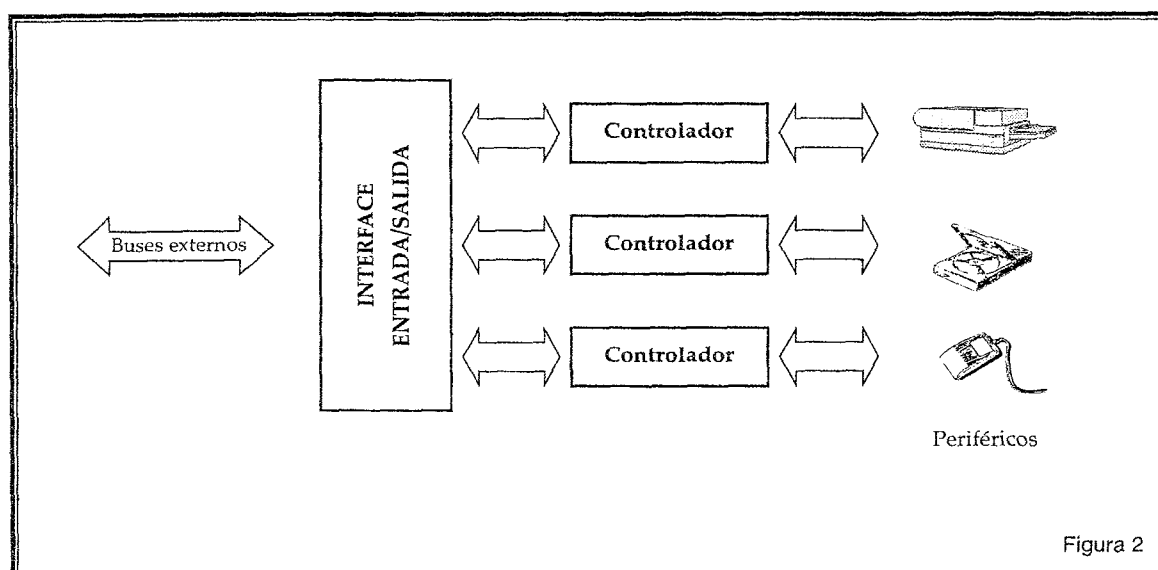 Buses externos
INTERFACE
ENTRADA/SALIDA
Controlador
Controlador
Controlador
Periféricos
Figura 2